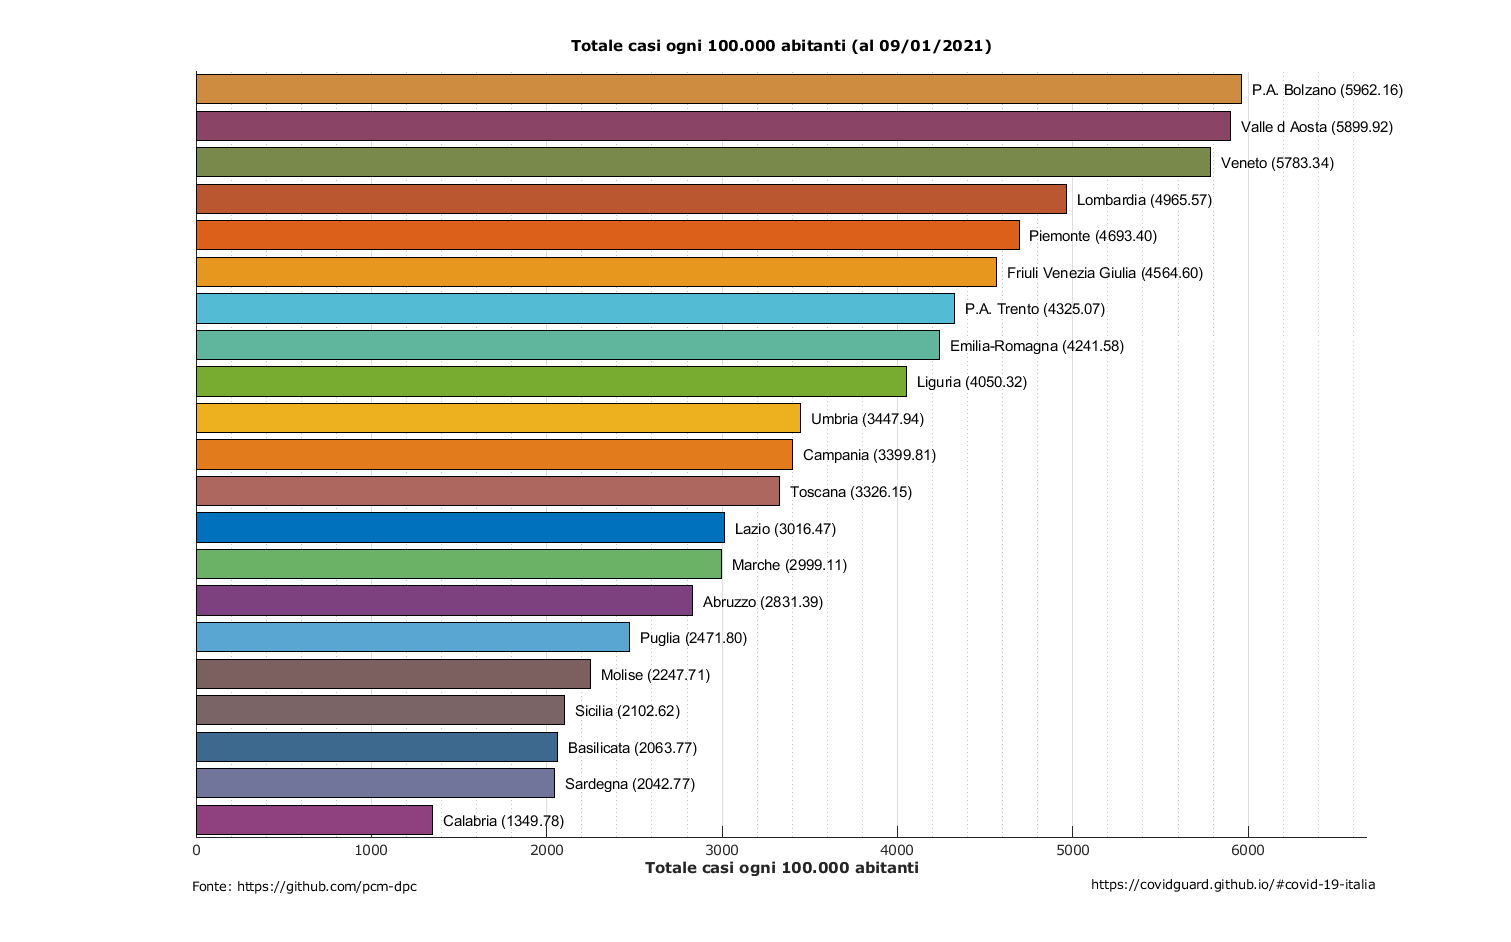 Totale casi ogni 100.000 abitanti (al 09/01/2021)
P.A. Bolzano (5962.16)
Valle d Aosta (5899.92)
Veneto (5783.34)
Lombardia (4965.57)
Piemonte (4693.40)
Friuli Venezia Giulia (4564.60)
P.A. Trento (4325.07)
Emilia-Romagna (4241.58)
Liguria (4050.32)
Umbria (3447.94)
Campania (3399.81)
Toscana (3326.15)
Lazio (3016.47)
Marche (2999.11)
Abruzzo (2831.39)
Puglia (2471.80)
Molise (2247.71)
Sicilia (2102.62)
Basilicata (2063.77)
Sardegna (2042.77)
Calabria (1349.78)
0 1000 2000 3000 4000 5000 6000
Totale casi ogni 100.000 abitanti
Fonte: https://github.com/pcm-dpc
https://covidguard.github.io/#covid-19-italia